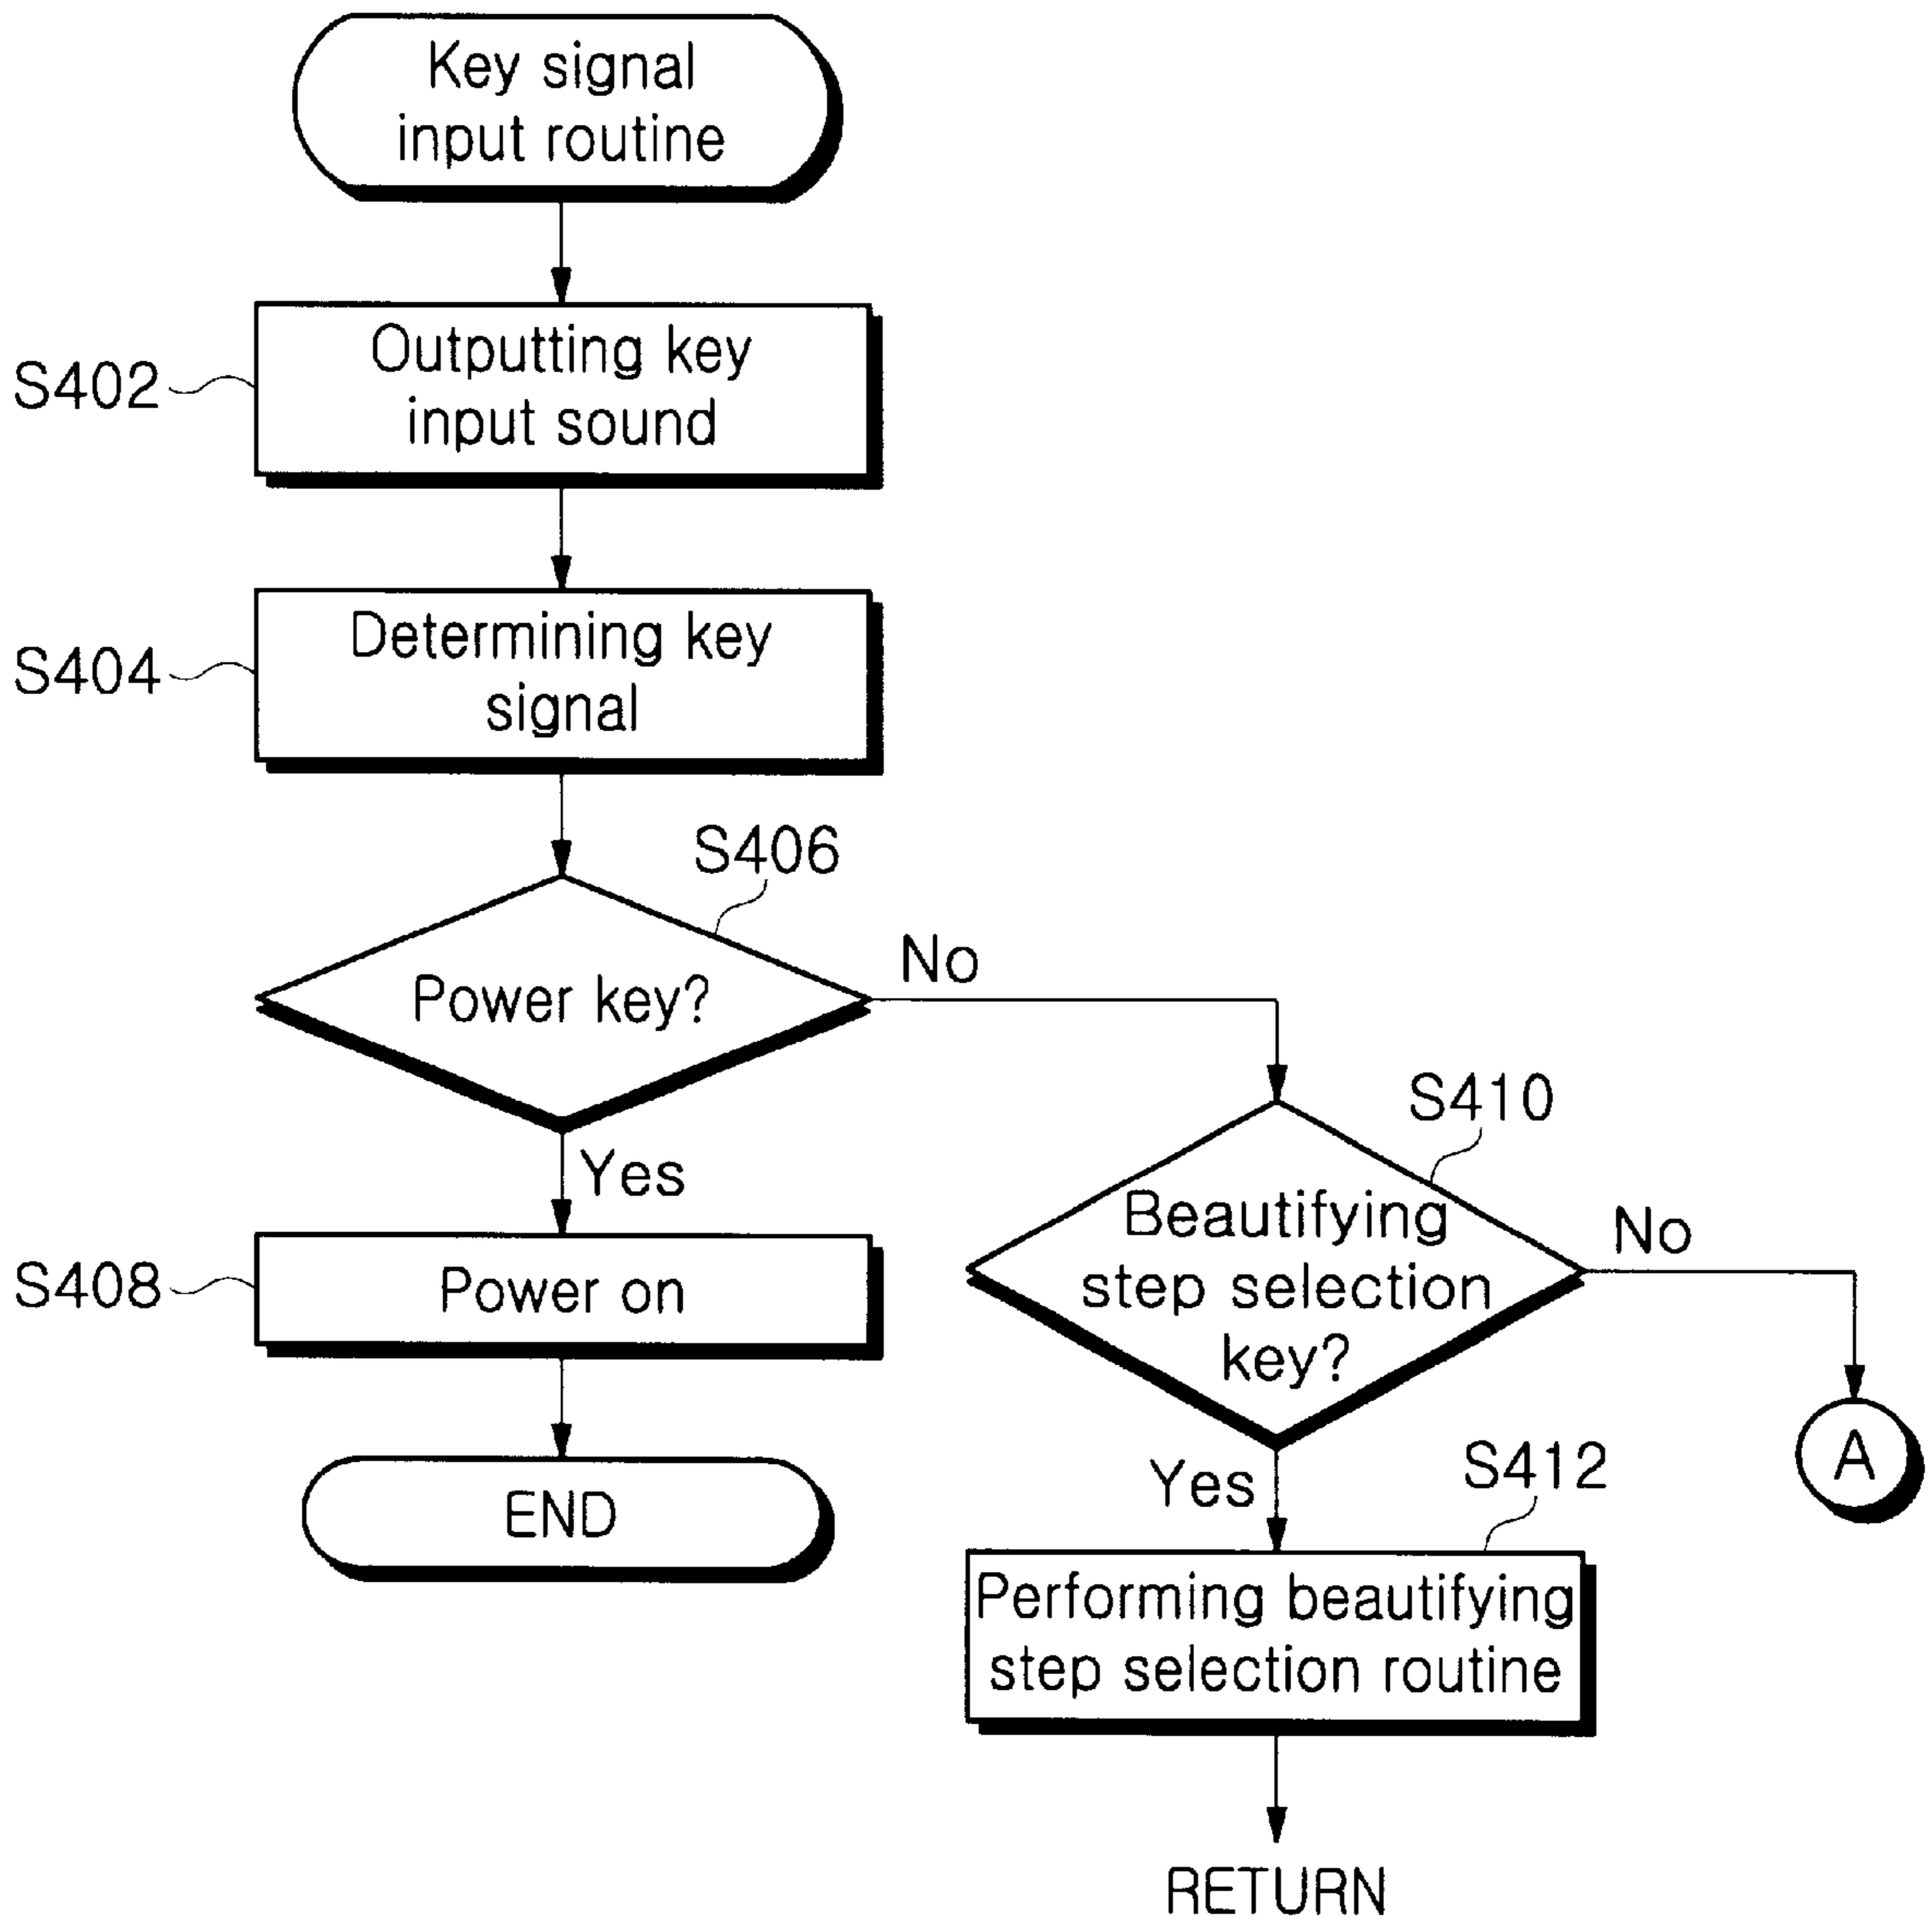 Key signal
input routine
S402
Outputting key
input sound
S404
Determining key
signal
S406
Power key?
No
Yes
S408
Power on
END
S410
Beautifying
step selection
key?
No
A
Yes
S412
Performing beautifying
step selection routine
RETURN